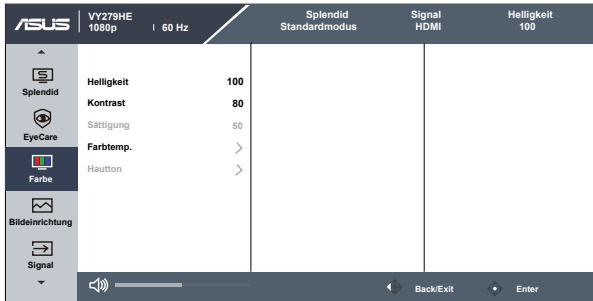 ASUS
VY279HE
1080p | 60 Hz
Splendid
Standardmodus
Signal
HDMI
Helligkeit
100
Splendid
EyeCare
Farbe
Bildeinrichtung
Signal
Helligkeit 100
Kontrast 80
Sättigung 50
Farbtemp.
Hautton
Back/Exit
Enter